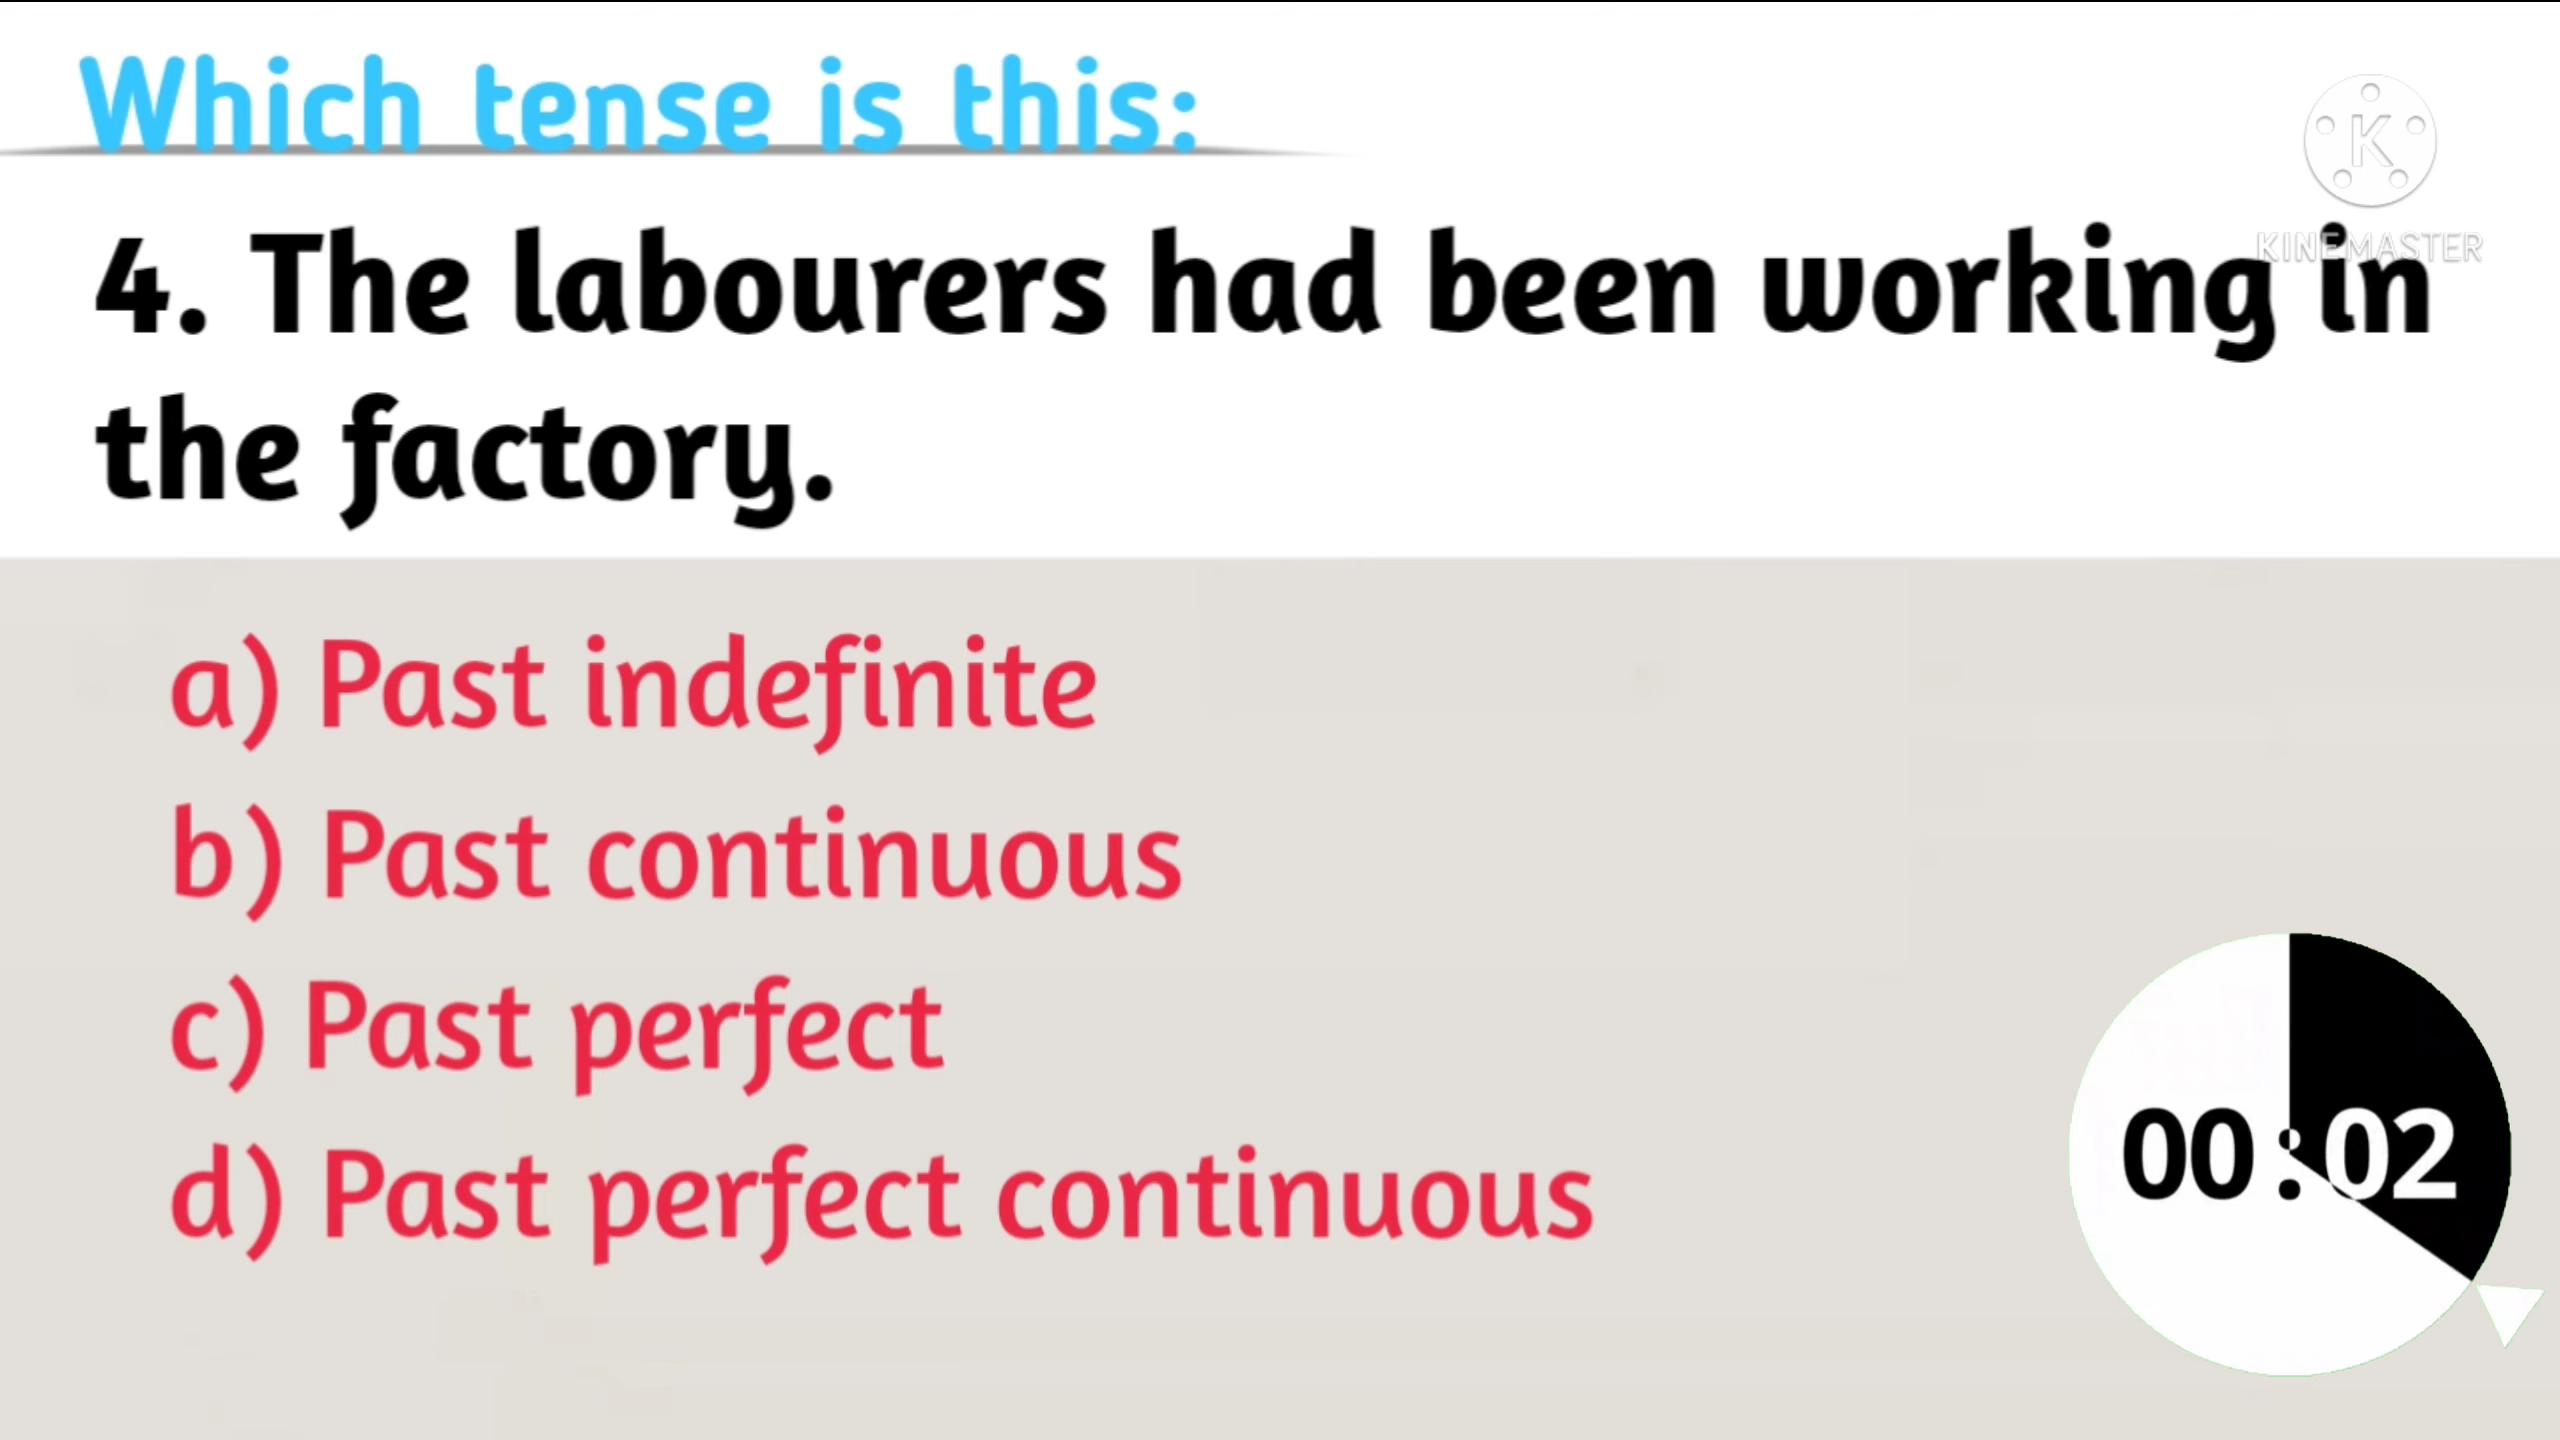 Which tense is this:
K
KINEMASTER
4. The labourers had been working in
the factory.
a) Past indefinite
b) Past continuous
c) Past perfect
d) Past perfect continuous
00:02